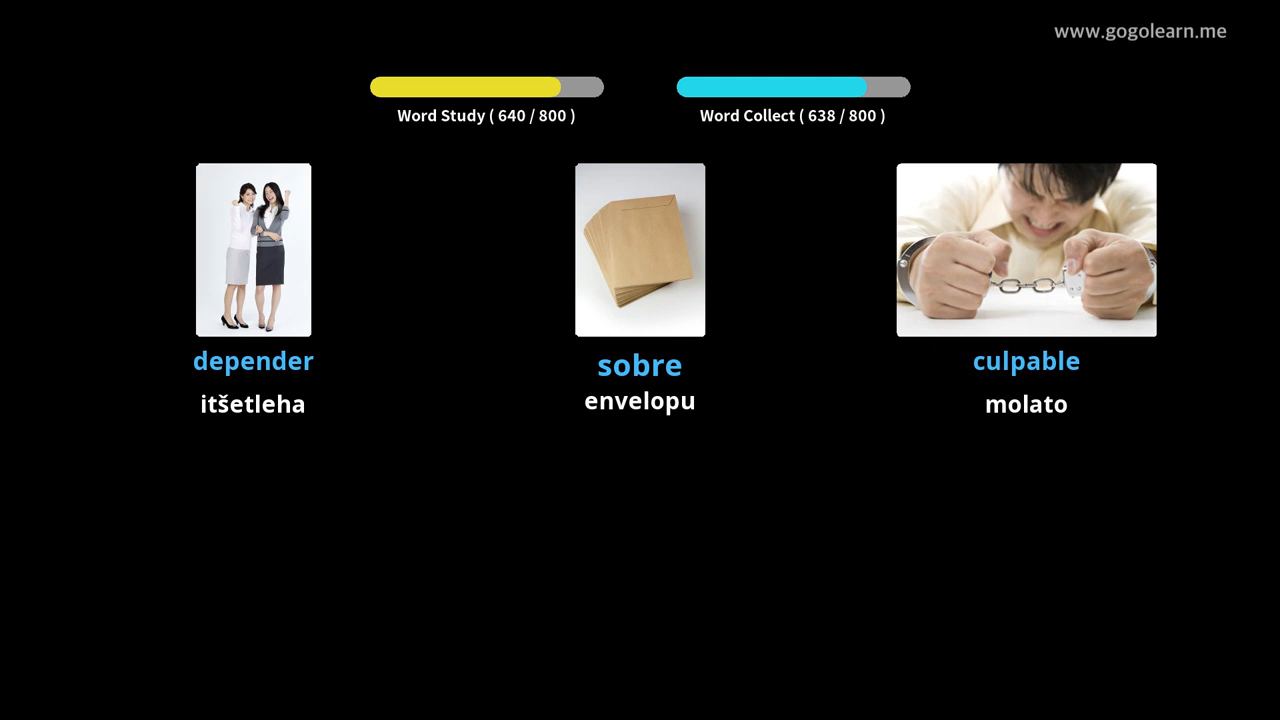 www.gogolearn.me
Word Study ( 640 / 800 )
Word Collect ( 638 / 800 )
depender
itšetleha
sobre
envelopu
culpable
molato